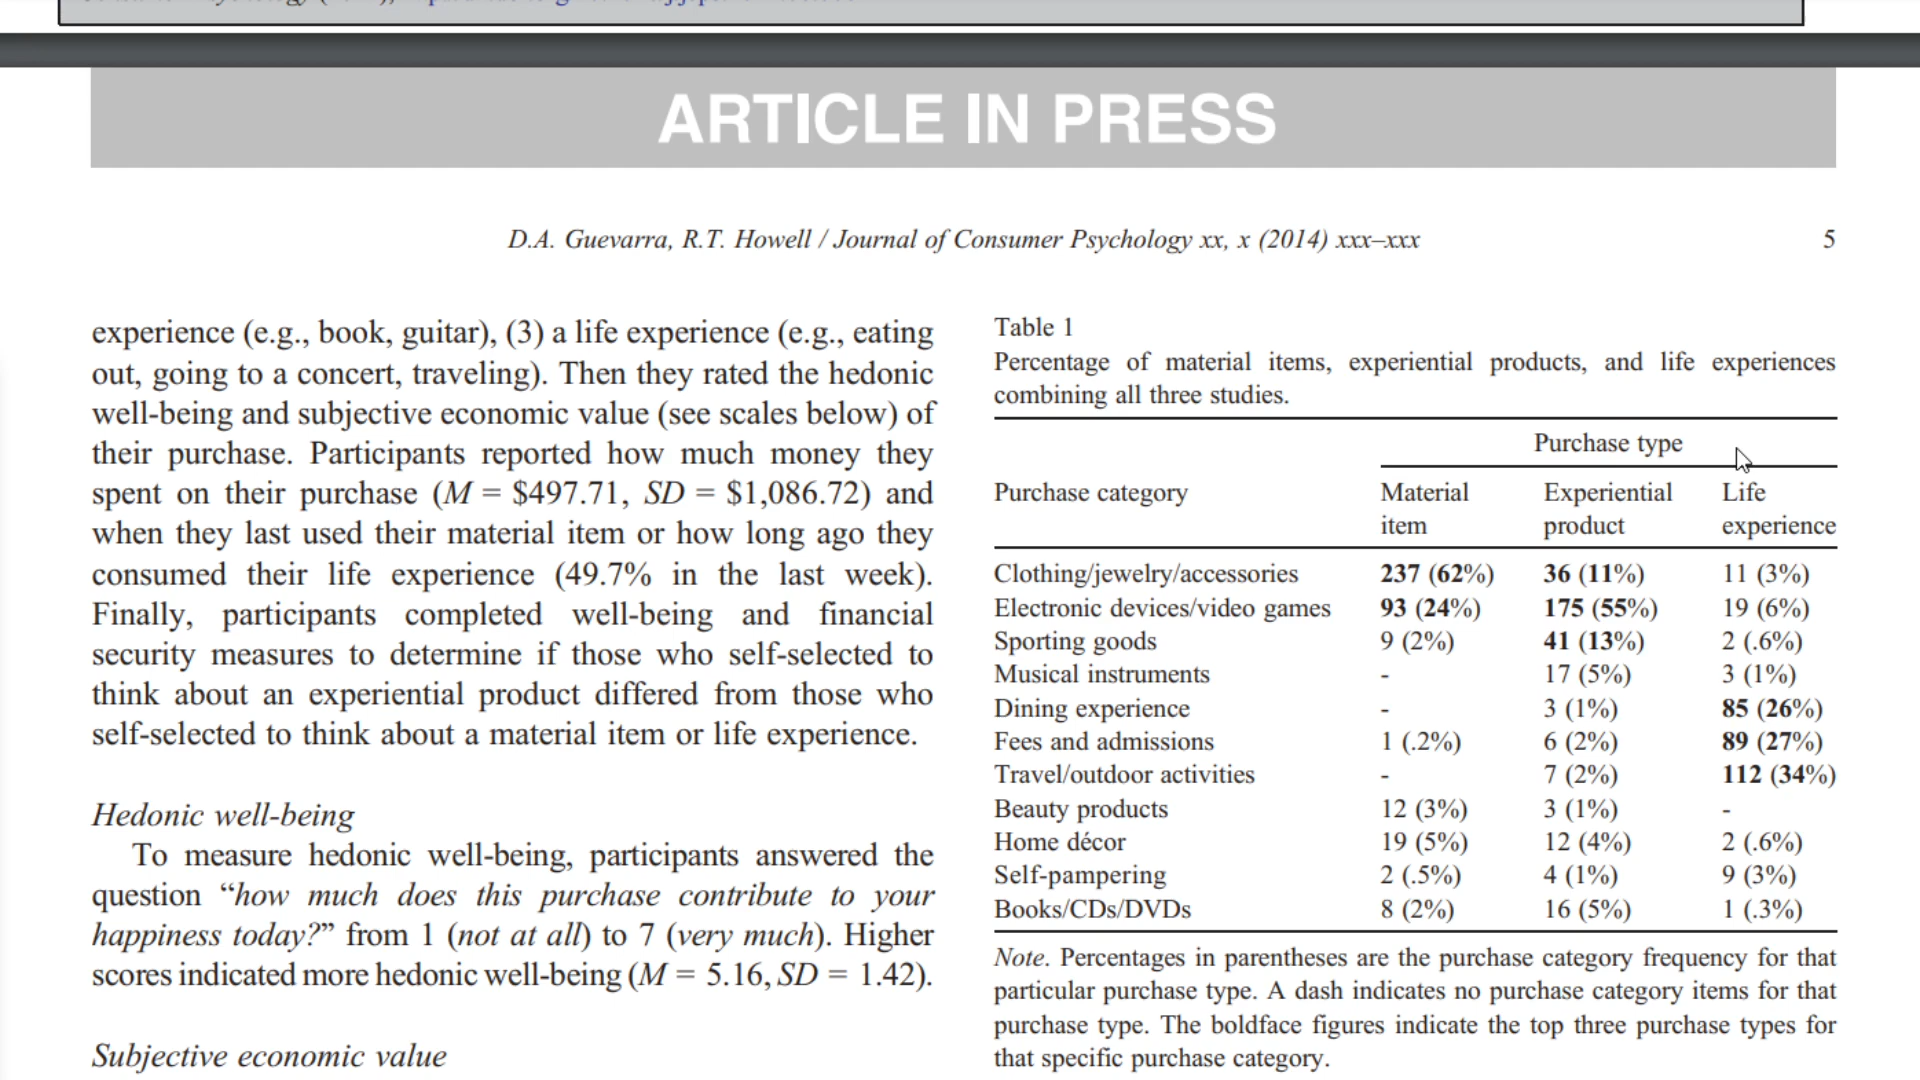 ARTICLE IN PRESS
D.A. Guevarra, R.T. Howell / Journal of Consumer Psychology xx, x (2014) xxx–xxx
5
experience (e.g., book, guitar), (3) a life experience (e.g., eating
out, going to a concert, traveling). Then they rated the hedonic
well-being and subjective economic value (see scales below) of
their purchase. Participants reported how much money they
spent on their purchase (M = $497.71, SD = $1,086.72) and
when they last used their material item or how long ago they
consumed their life experience (49.7% in the last week).
Finally, participants completed well-being and financial
security measures to determine if those who self-selected to
think about an experiential product differed from those who
self-selected to think about a material item or life experience.
Hedonic well-being
To measure hedonic well-being, participants answered the
question “how much does this purchase contribute to your
happiness today?” from 1 (not at all) to 7 (very much). Higher
scores indicated more hedonic well-being (M = 5.16, SD = 1.42).
Subjective economic value
Table 1
Percentage of material items, experiential products, and life experiences
combining all three studies.
Purchase type
Purchase category Material Experiential Life
item product experience
Clothing/jewelry/accessories 237 (62%) 36 (11%) 11 (3%)
Electronic devices/video games 93 (24%) 175 (55%) 19 (6%)
Sporting goods 9 (2%) 41 (13%) 2 (.6%)
Musical instruments - 17 (5%) 3 (1%)
Dining experience - 3 (1%) 85 (26%)
Fees and admissions 1 (.2%) 6 (2%) 89 (27%)
Travel/outdoor activities - 7 (2%) 112 (34%)
Beauty products 12 (3%) 3 (1%) -
Home décor 19 (5%) 12 (4%) 2 (.6%)
Self-pampering 2 (.5%) 4 (1%) 9 (3%)
Books/CDs/DVDs 8 (2%) 16 (5%) 1 (.3%)
Note. Percentages in parentheses are the purchase category frequency for that
particular purchase type. A dash indicates no purchase category items for that
purchase type. The boldface figures indicate the top three purchase types for
that specific purchase category.